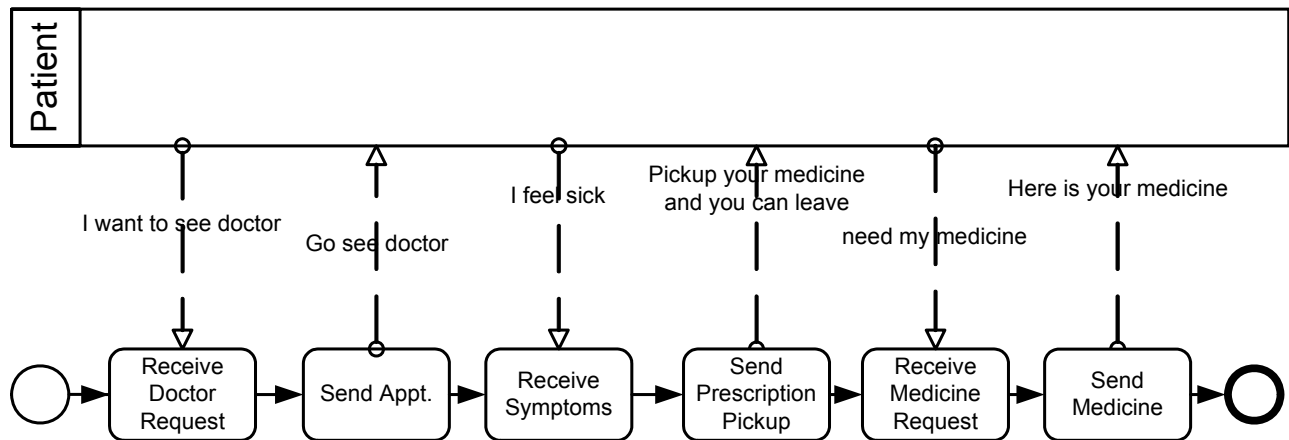 Patient
I want to see doctor
Go see doctor
I feel sick
Pickup your medicine
and you can leave
need my medicine
Here is your medicine
Receive
Doctor
Request
Send Appt.
Receive
Symptoms
Send
Prescription
Pickup
Receive
Medicine
Request
Send
Medicine